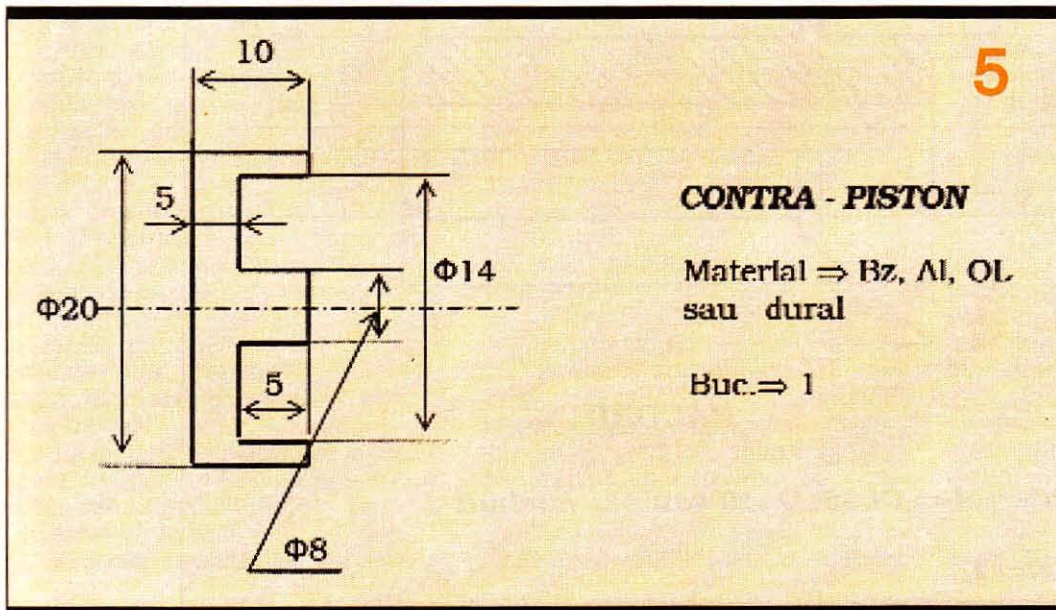 10
5
5
CONTRA - PISTON
Φ14
Material ⇒ Bz, Al, OL
sau dural
Φ20
5
Buc.⇒ 1
Φ8